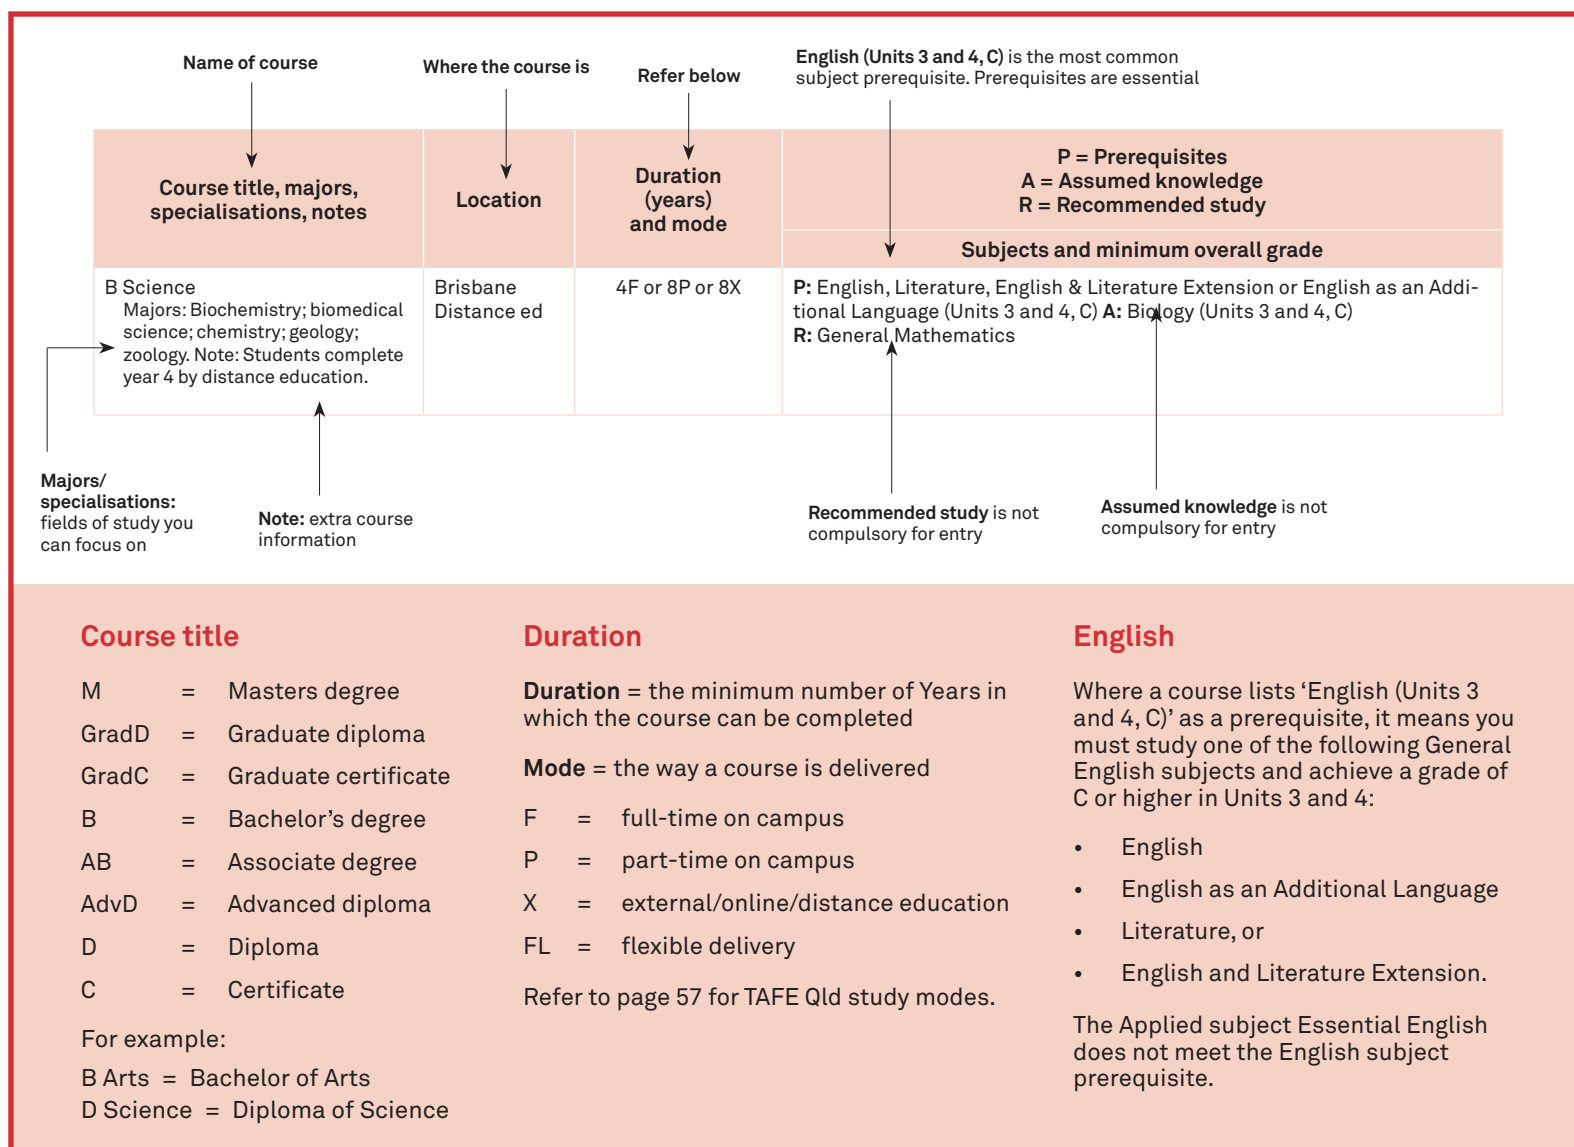 Name of course
Where the course is
Refer below
English (Units 3 and 4, C) is the most common
subject prerequisite. Prerequisites are essential
Course title, majors,
specialisations, notes
Location
Duration
(years)
and mode
P = Prerequisites
A = Assumed knowledge
R = Recommended study
Subjects and minimum overall grade
B Science
Majors: Biochemistry; biomedical
science; chemistry; geology;
zoology. Note: Students complete
year 4 by distance education.
Brisbane
Distance ed
4F or 8P or 8X
P: English, Literature, English & Literature Extension or English as an Addi-
tional Language (Units 3 and 4, C) A: Biology (Units 3 and 4, C)
R: General Mathematics
Majors/
specialisations:
fields of study you
can focus on
Note: extra course
information
Recommended study is not
compulsory for entry
Assumed knowledge is not
compulsory for entry
Course title
M = Masters degree
GradD = Graduate diploma
GradC = Graduate certificate
B = Bachelor's degree
AB = Associate degree
AdvD = Advanced diploma
D = Diploma
C = Certificate
For example:
B Arts = Bachelor of Arts
D Science = Diploma of Science
Duration
Duration = the minimum number of Years in
which the course can be completed
Mode = the way a course is delivered
F = full-time on campus
P = part-time on campus
X = external/online/distance education
FL = flexible delivery
Refer to page 57 for TAFE Qld study modes.
English
Where a course lists ‘English (Units 3
and 4, C)’ as a prerequisite, it means you
must study one of the following General
English subjects and achieve a grade of
C or higher in Units 3 and 4:
• English
• English as an Additional Language
• Literature, or
• English and Literature Extension.
The Applied subject Essential English
does not meet the English subject
prerequisite.